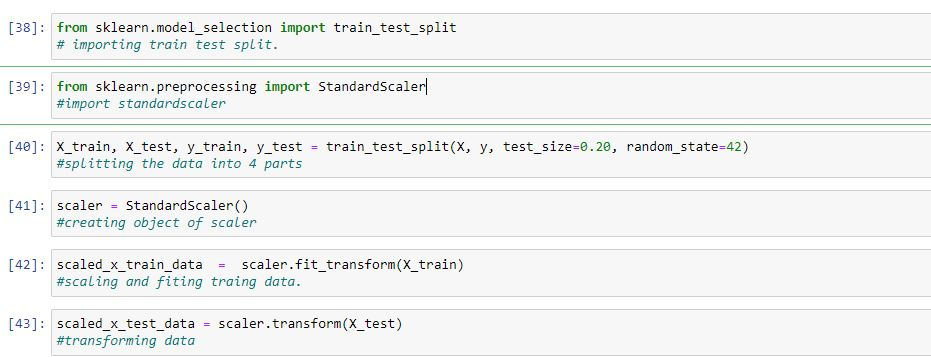 [38]: from sklearn.model_selection import train_test_split
# importing train test split.
[39]: from sklearn.preprocessing import StandardScaler
#import standardscaler
[40]: X_train, X_test, y_train, y_test = train_test_split(X, y, test_size=0.20, random_state=42)
#splitting the data into 4 parts
[41]: scaler = StandardScaler()
#creating object of scaler
[42]: scaled_x_train_data  =  scaler.fit_transform(X_train)
#scaling and fiting traing data.
[43]: scaled_x_test_data = scaler.transform(X_test)
#transforming data